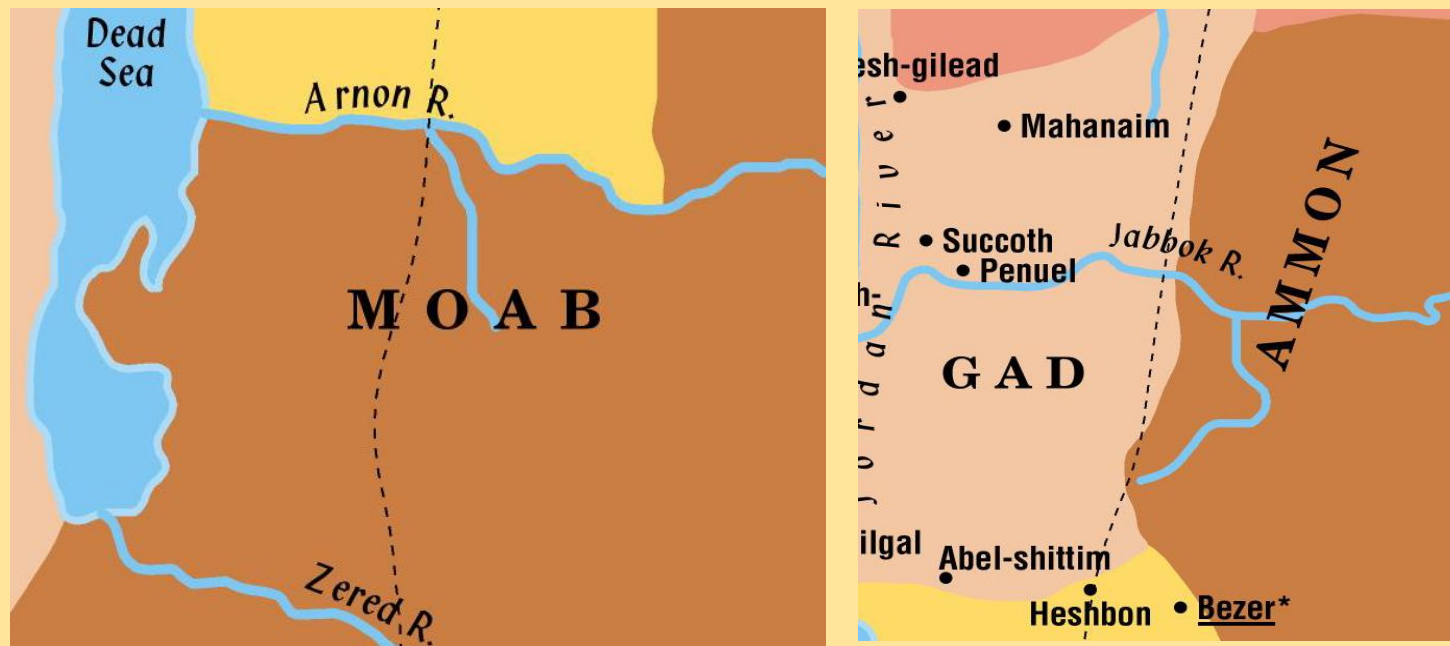 Dead
Sea
Arnon R.
MOAB
Zered R.
esh-gilead
Mahanaim
Jordan River
Succoth
Penuel
Jabbok R.
h-
AMMON
GAD
ilgal
Abel-shittim
Heshbon
Bezer*